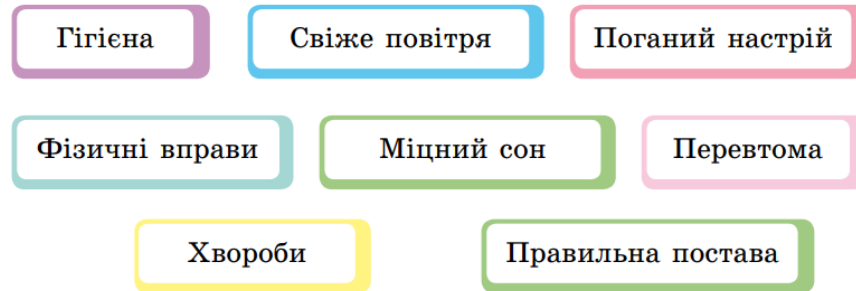 Гігієна Свіже повітря Поганий настрій
Фізичні вправи Міцний сон Перевтома
Хвороби Правильна постава